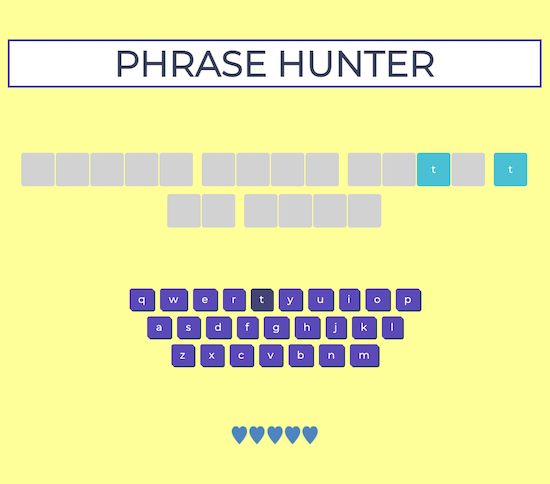 PHRASE HUNTER
t t
q w e r t y u i o p
a s d f g h j k l
z x c v b n m